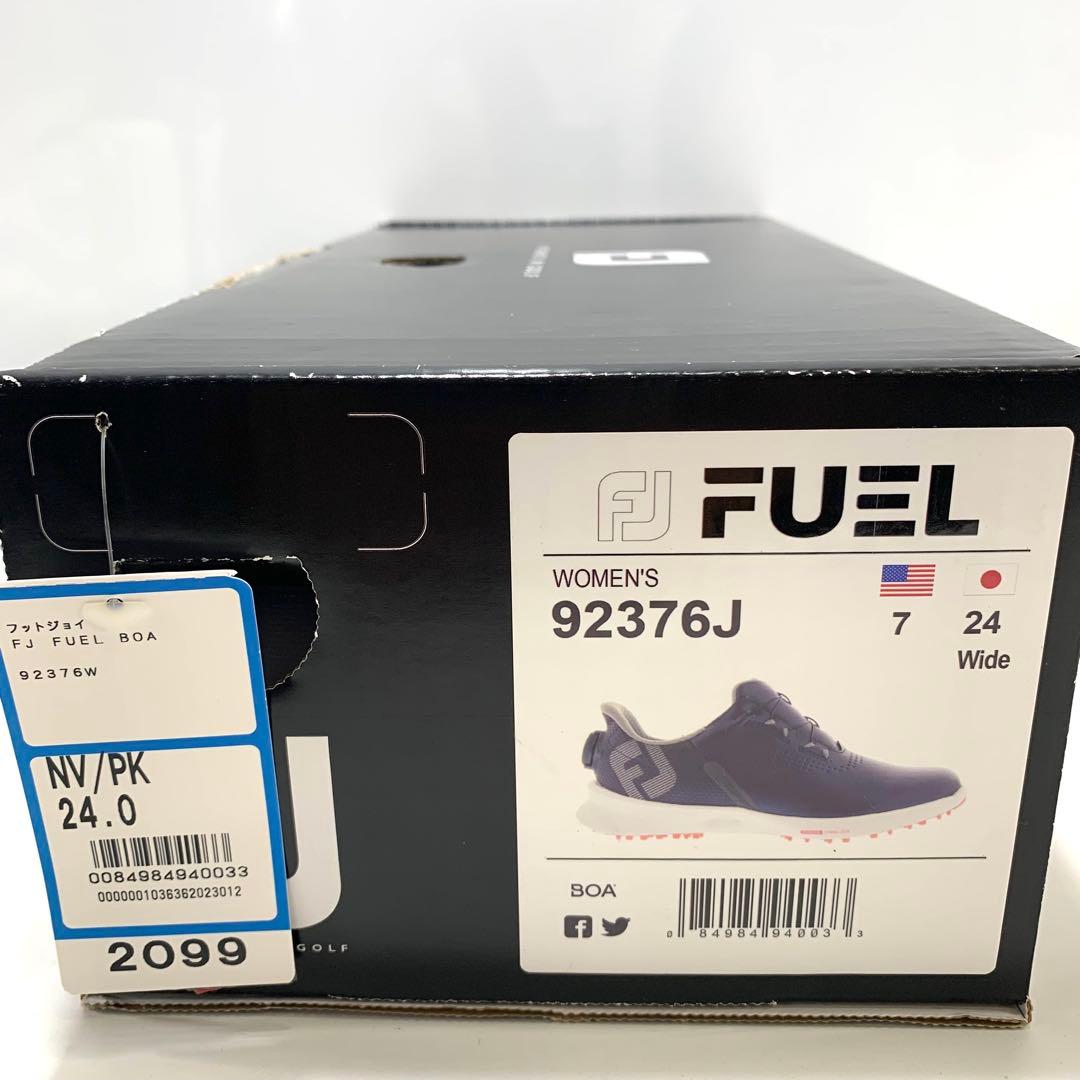 フットジョイ
FJ FUEL BOA
92376W
NV/PK
24.0
0084984940033
0000001036362023012
2099
GOLF
FJ FUEL
WOMEN'S
92376J
7
24
Wide
FJ
BOA
0 84984 94003 3